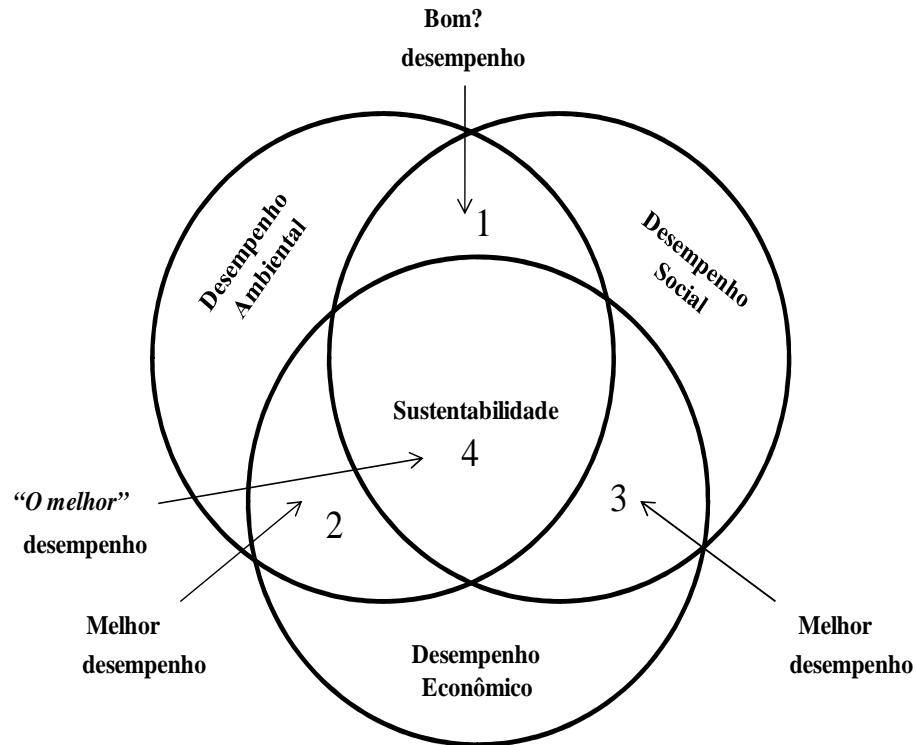 Bom?
desempenho
1
Desempenho
Ambiental
Desempenho
Social
Sustentabilidade
4
“O melhor”
desempenho
2
3
Melhor
desempenho
Desempenho
Econômico
Melhor
desempenho